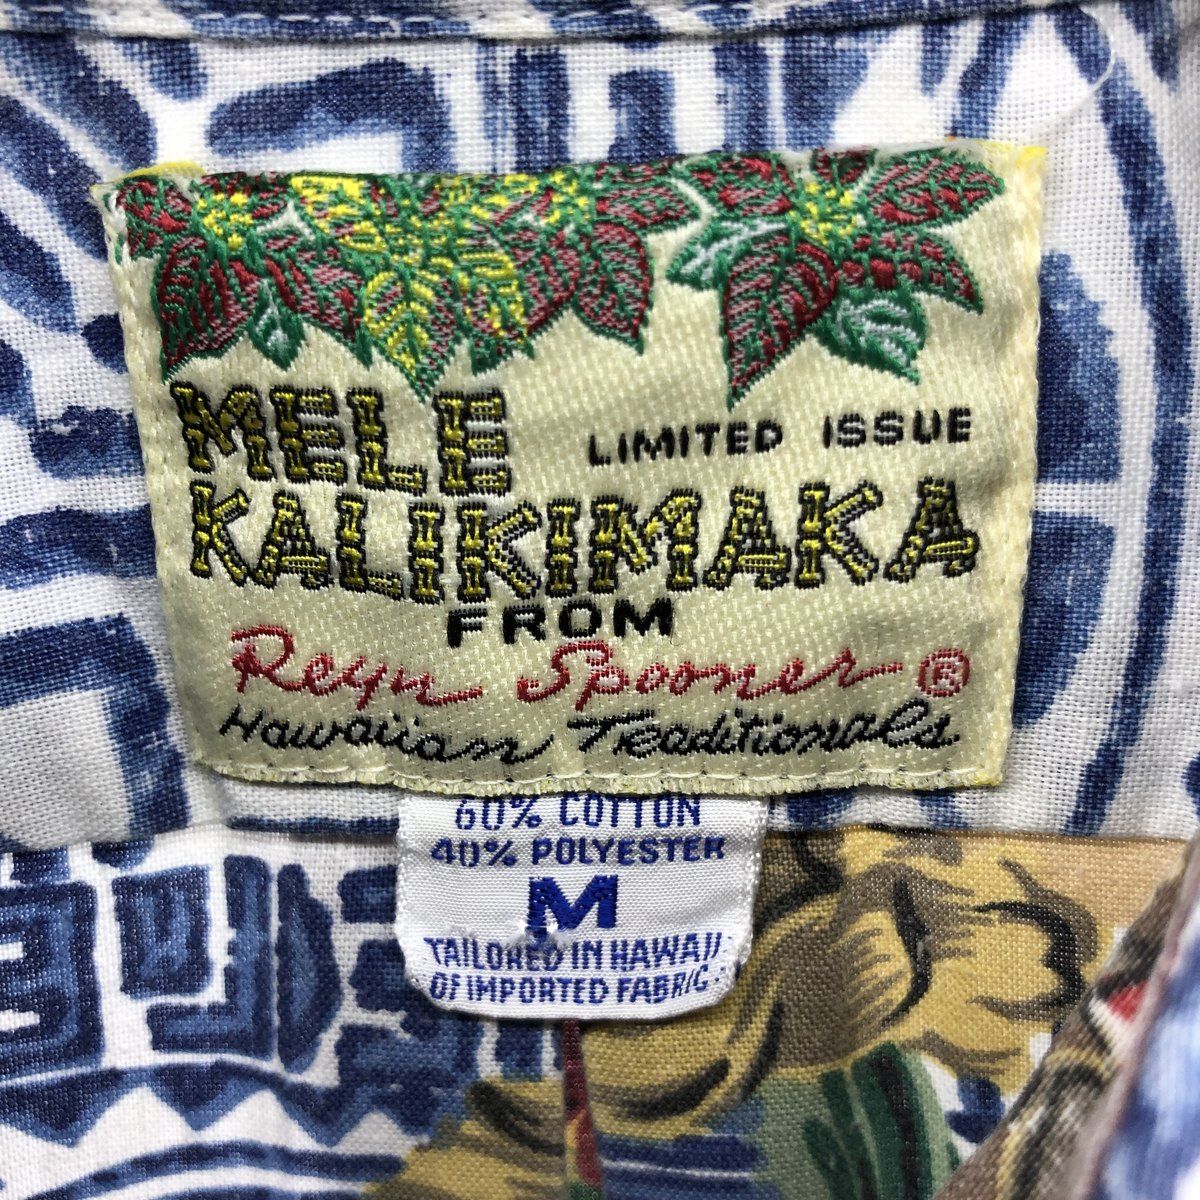 MELE
LIMITED ISSUE
KALIKIMAKA
FROM
Reyn Spooner®
Hawaiian Traditionals
60% COTTON
40% POLYESTER
M
TAILORED IN HAWAII
OF IMPORTED FABRIC